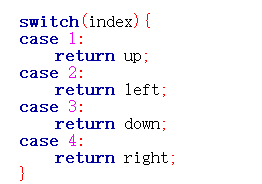 switch(index){
case 1:
    return up;
case 2:
    return left;
case 3:
    return down;
case 4:
    return right;
}